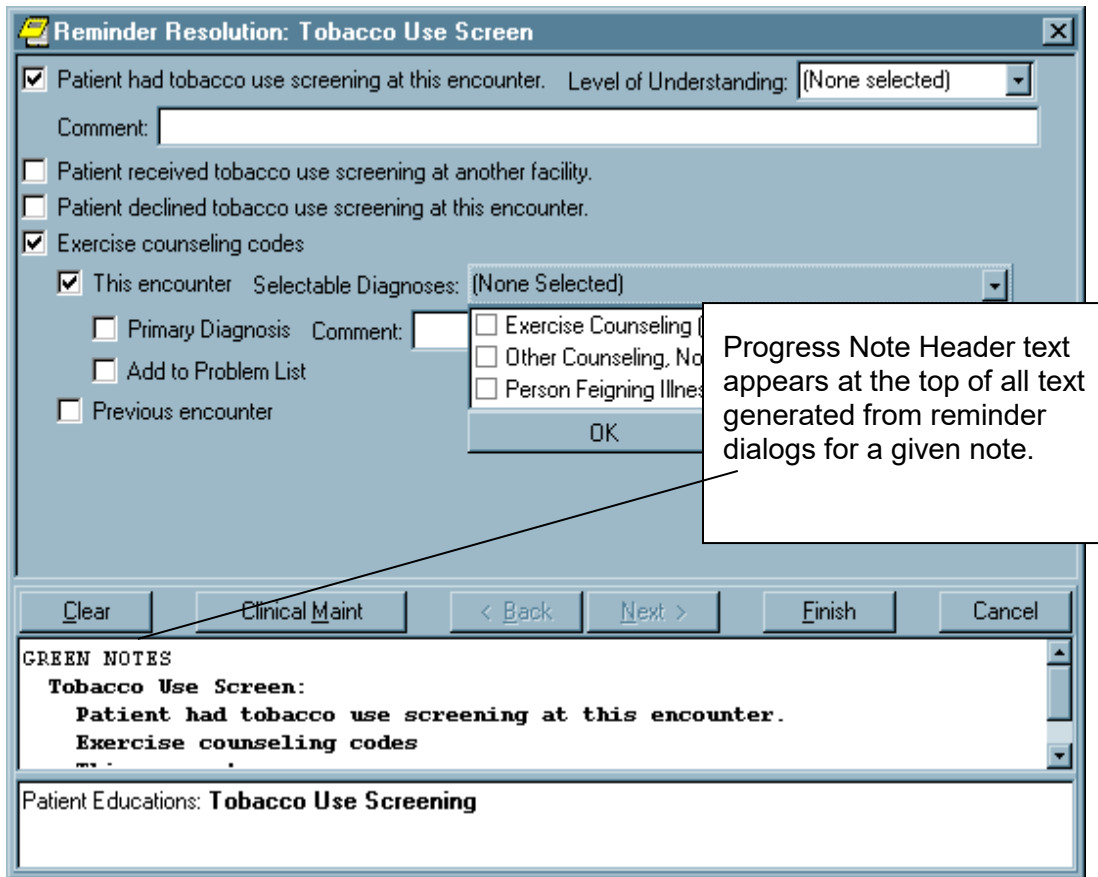 Reminder Resolution: Tobacco Use Screen
Patient had tobacco use screening at this encounter. Level of Understanding: (None selected)
Comment:
Patient received tobacco use screening at another facility.
Patient declined tobacco use screening at this encounter.
Exercise counseling codes
This encounter Selectable Diagnoses: (None Selected)
Primary Diagnosis Comment:
Exercise Counseling (
Other Counseling, No
Add to Problem List
Person Feigning Illnes
Previous encounter
OK
Progress Note Header text
appears at the top of all text
generated from reminder
dialogs for a given note.
Clear Clinical Maint < Back Next > Finish Cancel
GREEN NOTES
Tobacco Use Screen:
Patient had tobacco use screening at this encounter.
Exercise counseling codes
Patient Educations: Tobacco Use Screening